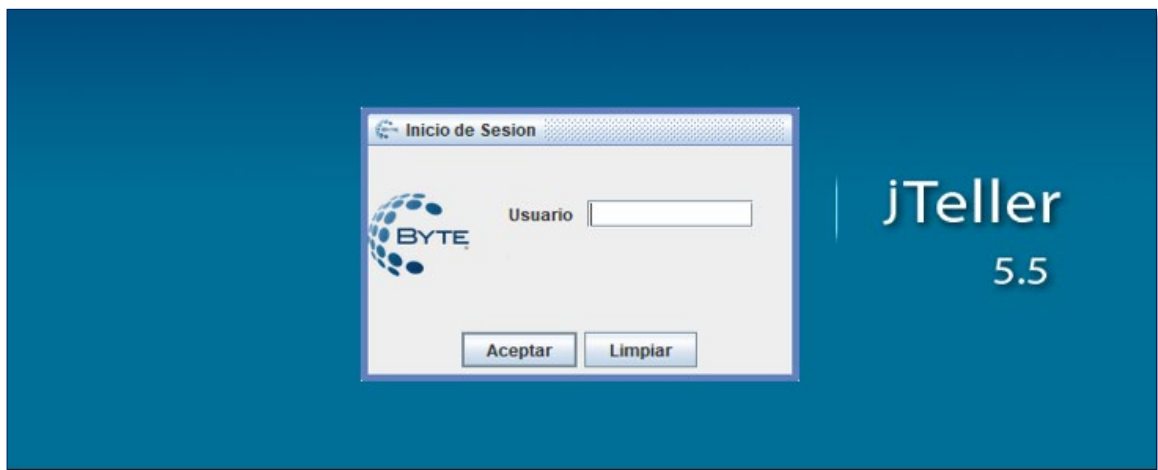 Inicio de Sesion
Usuario
BYTE
jTeller
5.5
Aceptar
Limpiar